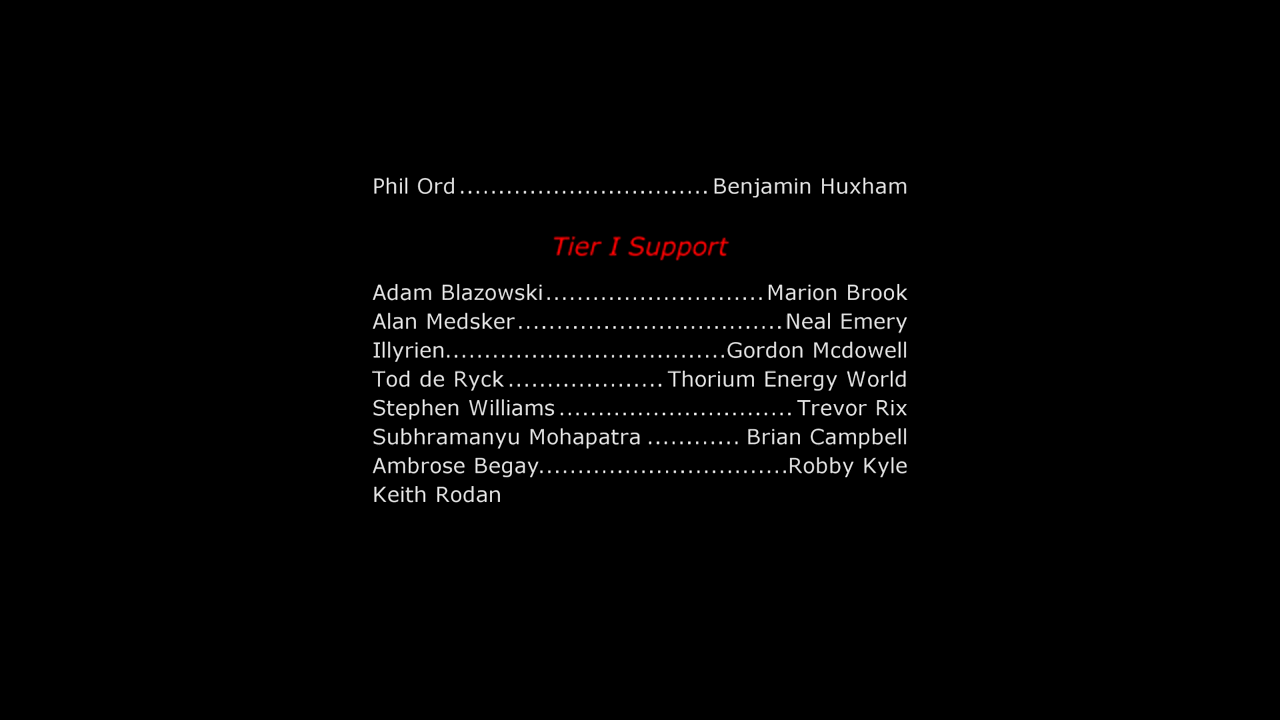 Phil Ord................................Benjamin Huxham
Tier I Support
Adam Blazowski............................Marion Brook
Alan Medsker..................................Neal Emery
Illyrien....................................Gordon Mcdowell
Tod de Ryck....................Thorium Energy World
Stephen Williams..............................Trevor Rix
Subhramanyu Mohapatra ............ Brian Campbell
Ambrose Begay................................Robby Kyle
Keith Rodan